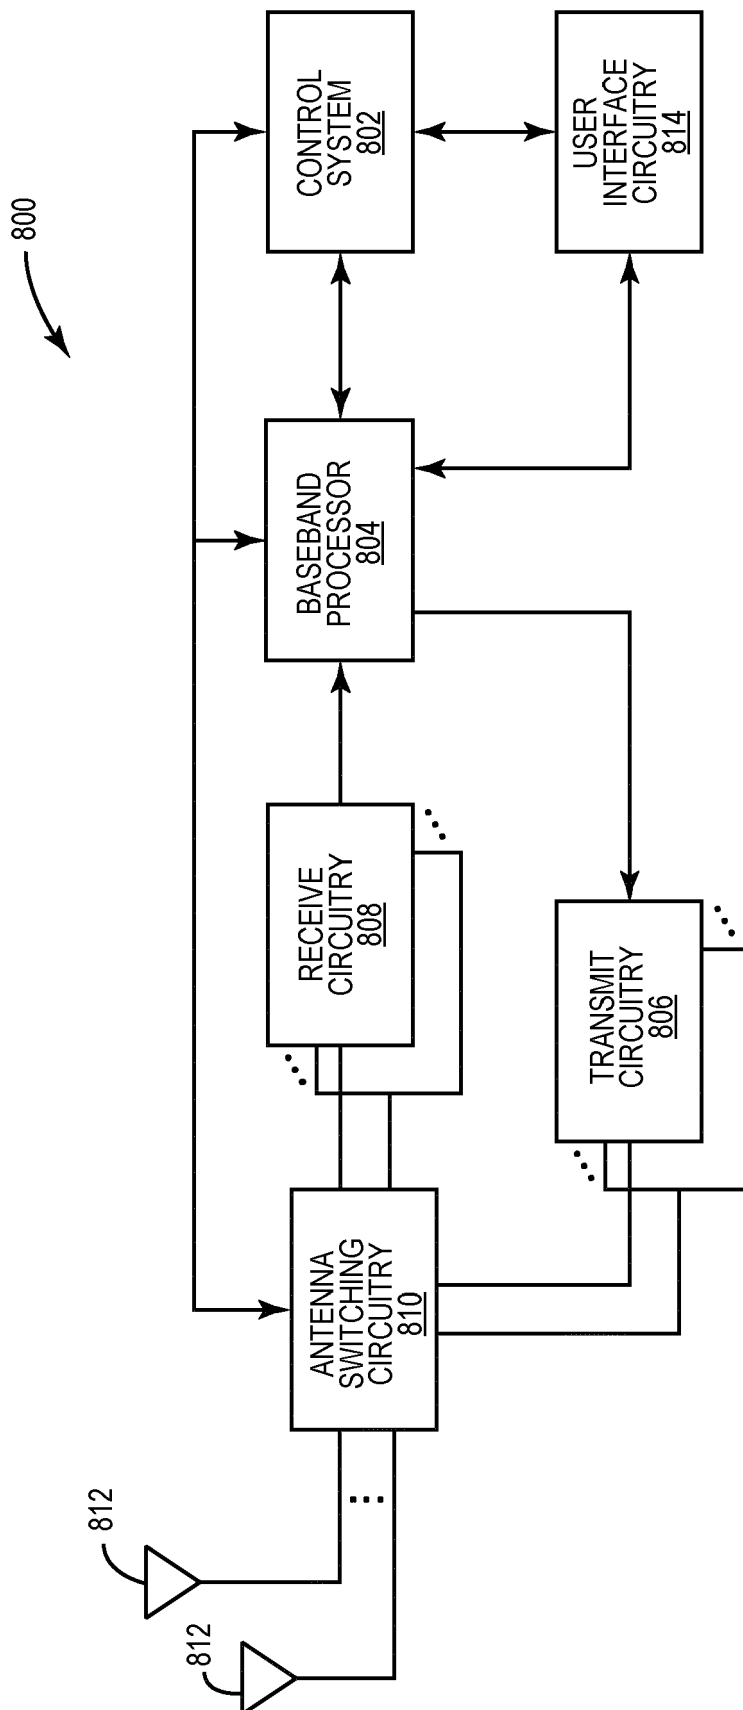 800
CONTROL
SYSTEM
802
USER
INTERFACE
CIRCUITRY
814
BASEBAND
PROCESSOR
804
RECEIVE
CIRCUITRY
808
TRANSMIT
CIRCUITRY
806
ANTENNA
SWITCHING
CIRCUITRY
810
812
812